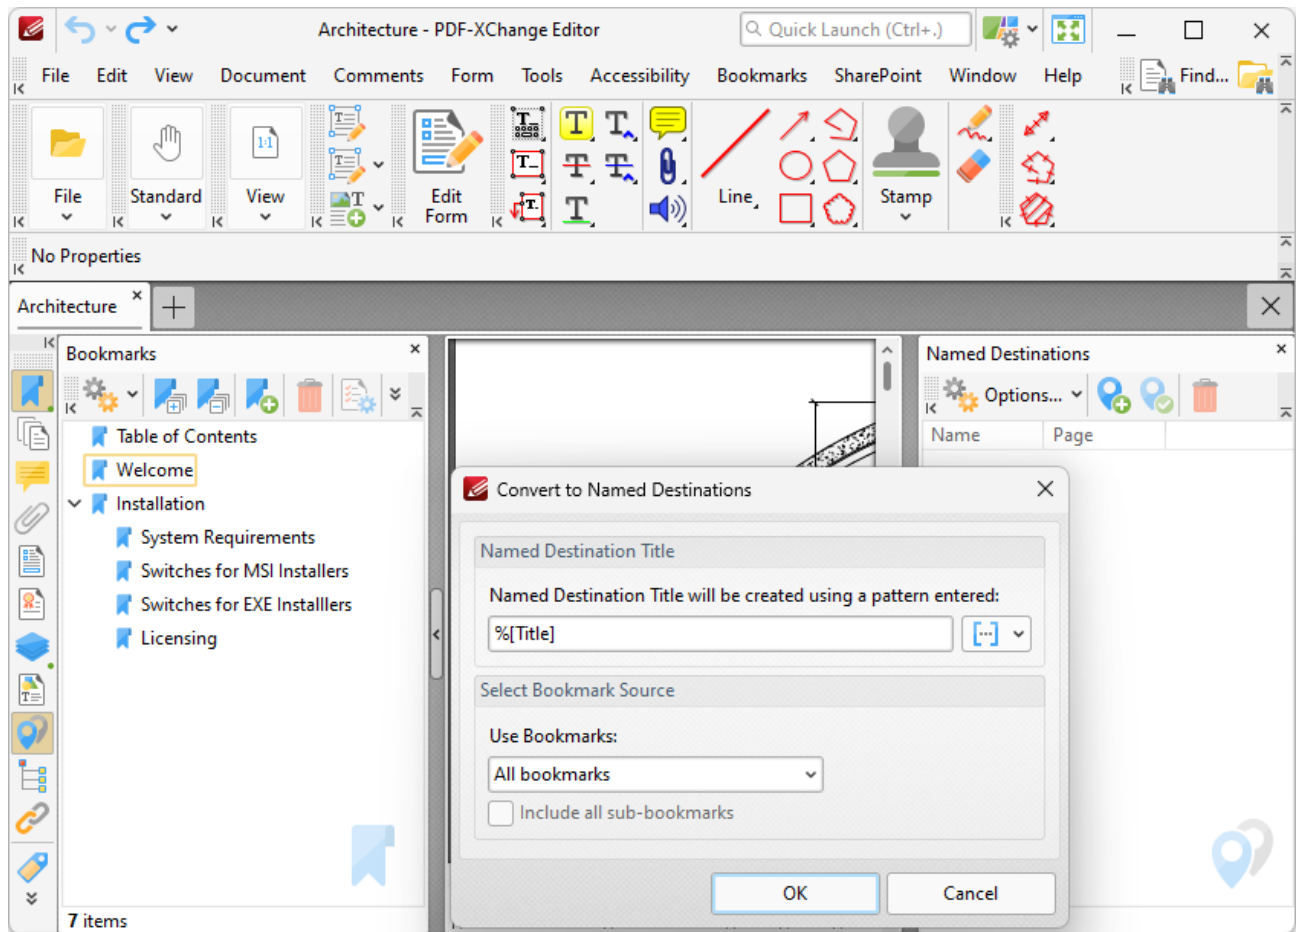 Architecture - PDF-XChange Editor
Quick Launch (Ctrl+.)
File Edit View Document Comments Form Tools Accessibility Bookmarks SharePoint Window Help Find...
File Standard View Edit Form Line Stamp
No Properties
Architecture
Bookmarks
Table of Contents
Welcome
Installation
System Requirements
Switches for MSI Installers
Switches for EXE Installlers
Licensing
7 items
Named Destinations
Options...
Name Page
Convert to Named Destinations
Named Destination Title
Named Destination Title will be created using a pattern entered:
%[Title]
Select Bookmark Source
Use Bookmarks:
All bookmarks
Include all sub-bookmarks
OK Cancel